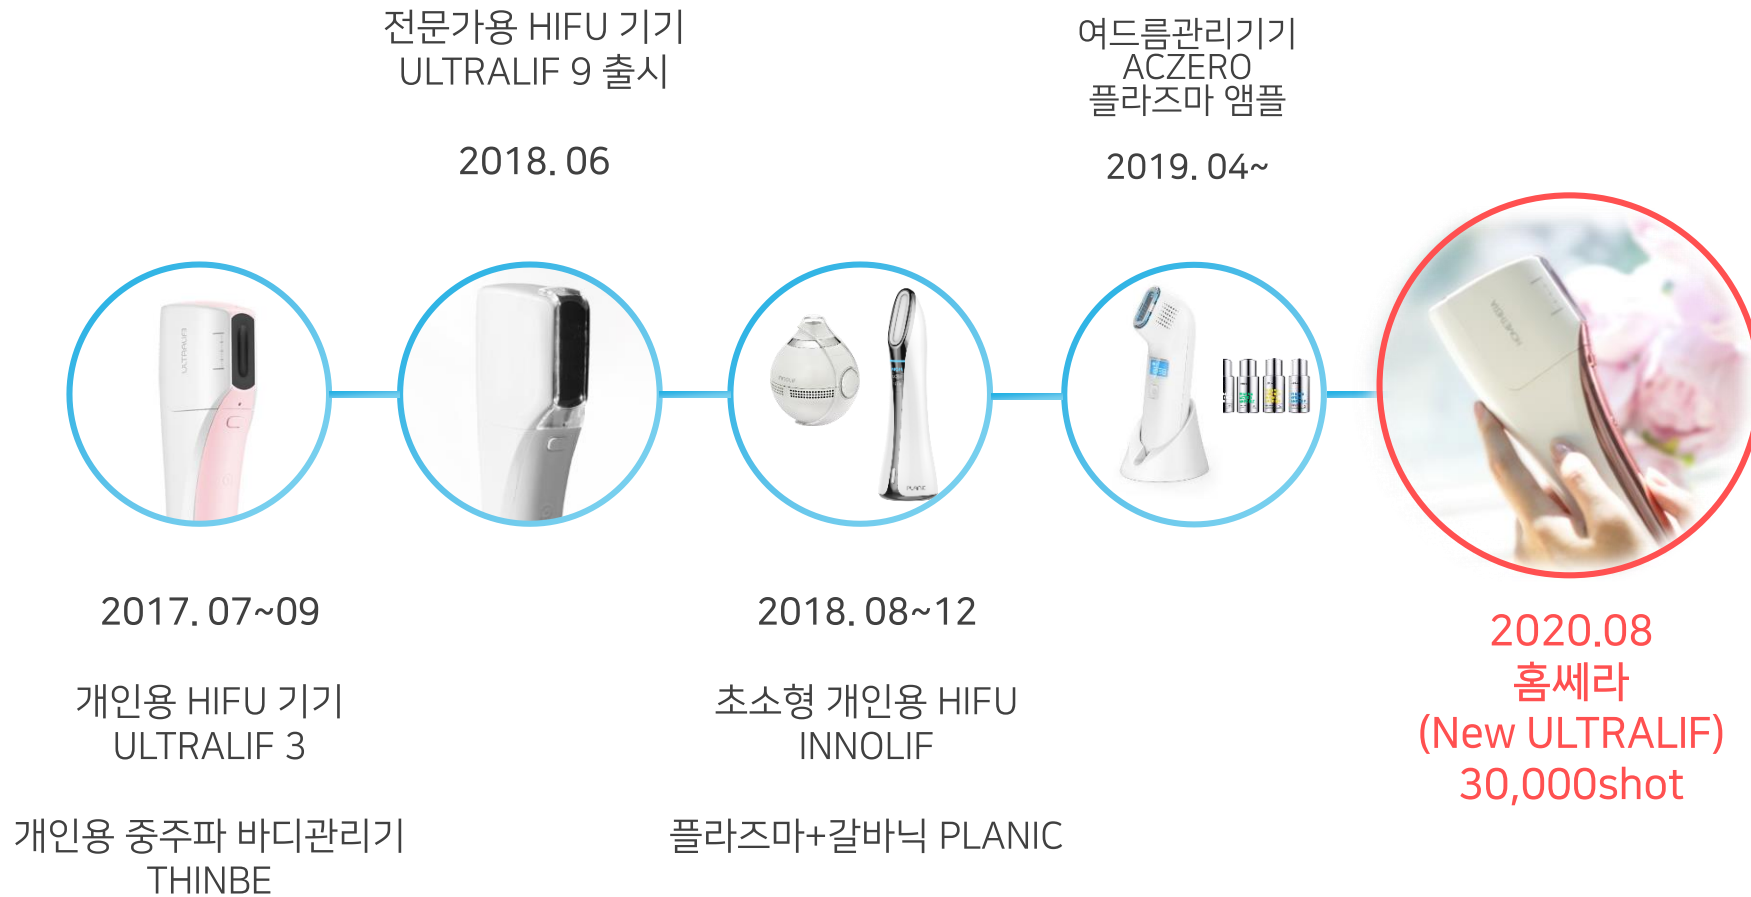 전문가용 HIFU 기기
ULTRALIF 9 출시
2018. 06
여드름관리기기
ACZERO
플라즈마 앰플
2019. 04~
ULTRALIF
PLANIC
HOMETHERA
2017. 07~09
개인용 HIFU 기기
ULTRALIF 3
개인용 중주파 바디관리기
THINBE
2018. 08~12
초소형 개인용 HIFU
INNOLIF
플라즈마+갈바닉 PLANIC
2020.08
홈쎄라
(New ULTRALIF)
30,000shot